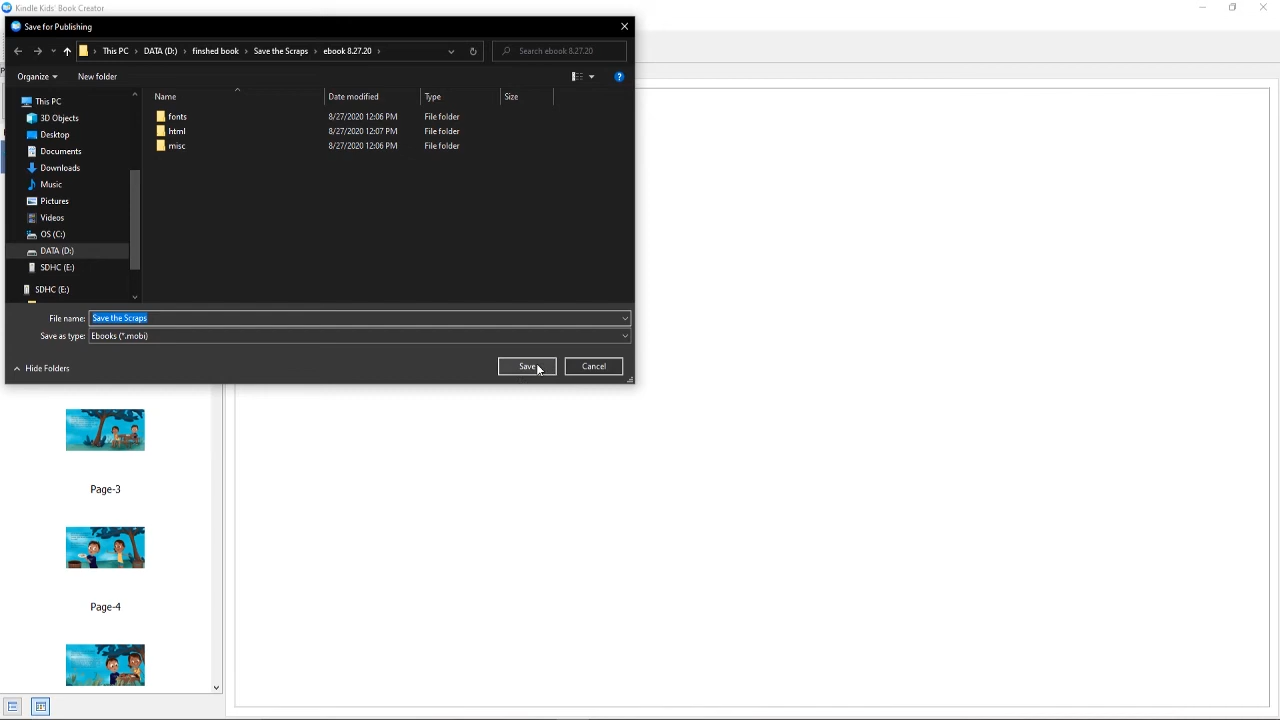 Kindle Kids' Book Creator
Save for Publishing
This PC › DATA (D:) › finshed book › Save the Scraps › ebook 8.27.20 ›
Search ebook 8.27.20
Organize
New folder
Name
Date modified
Type
Size
This PC
3D Objects
Desktop
Documents
Downloads
Music
Pictures
Videos
OS (C:)
DATA (D:)
SDHC (E:)
SDHC (E:)
fonts 8/27/2020 12:06 PM File folder
html 8/27/2020 12:07 PM File folder
misc 8/27/2020 12:06 PM File folder
File name: Save the Scraps
Save as type: Ebooks (*.mobi)
Hide Folders
Save
Cancel
Page-3
Page-4